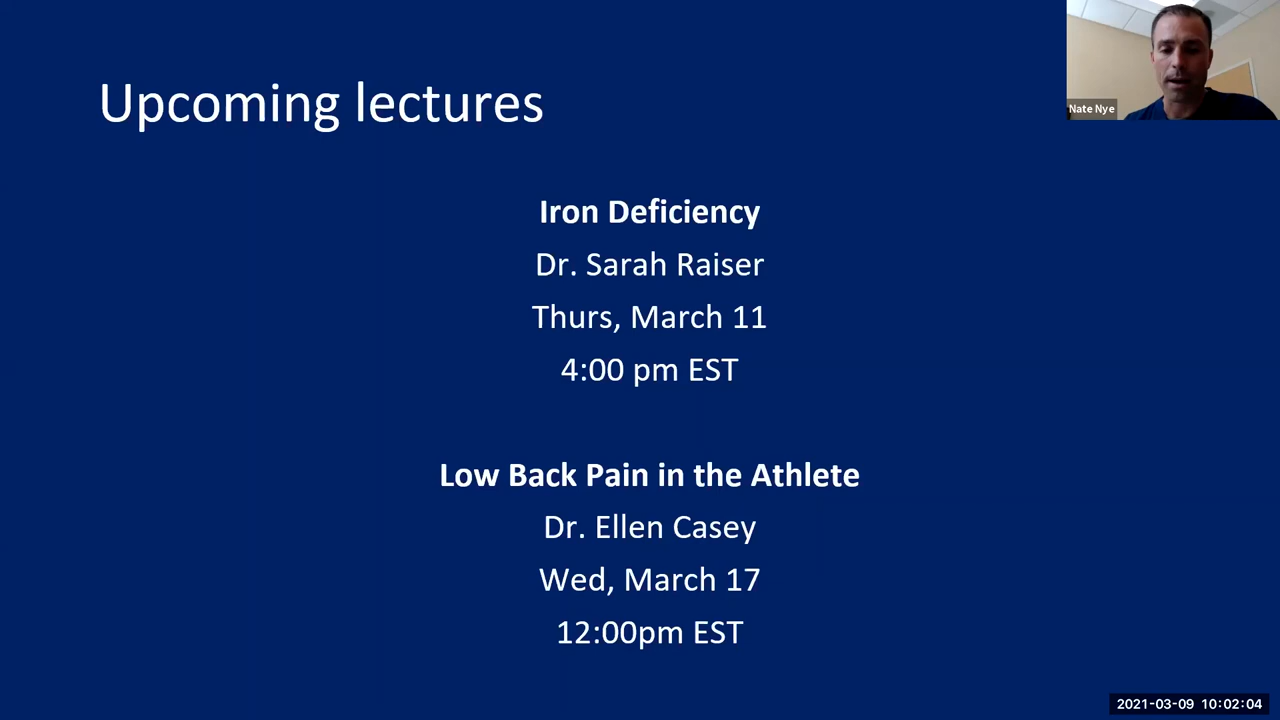 Upcoming lectures
Nate Nye
Iron Deficiency
Dr. Sarah Raiser
Thurs, March 11
4:00 pm EST
Low Back Pain in the Athlete
Dr. Ellen Casey
Wed, March 17
12:00pm EST
2021-03-09 10:02:04